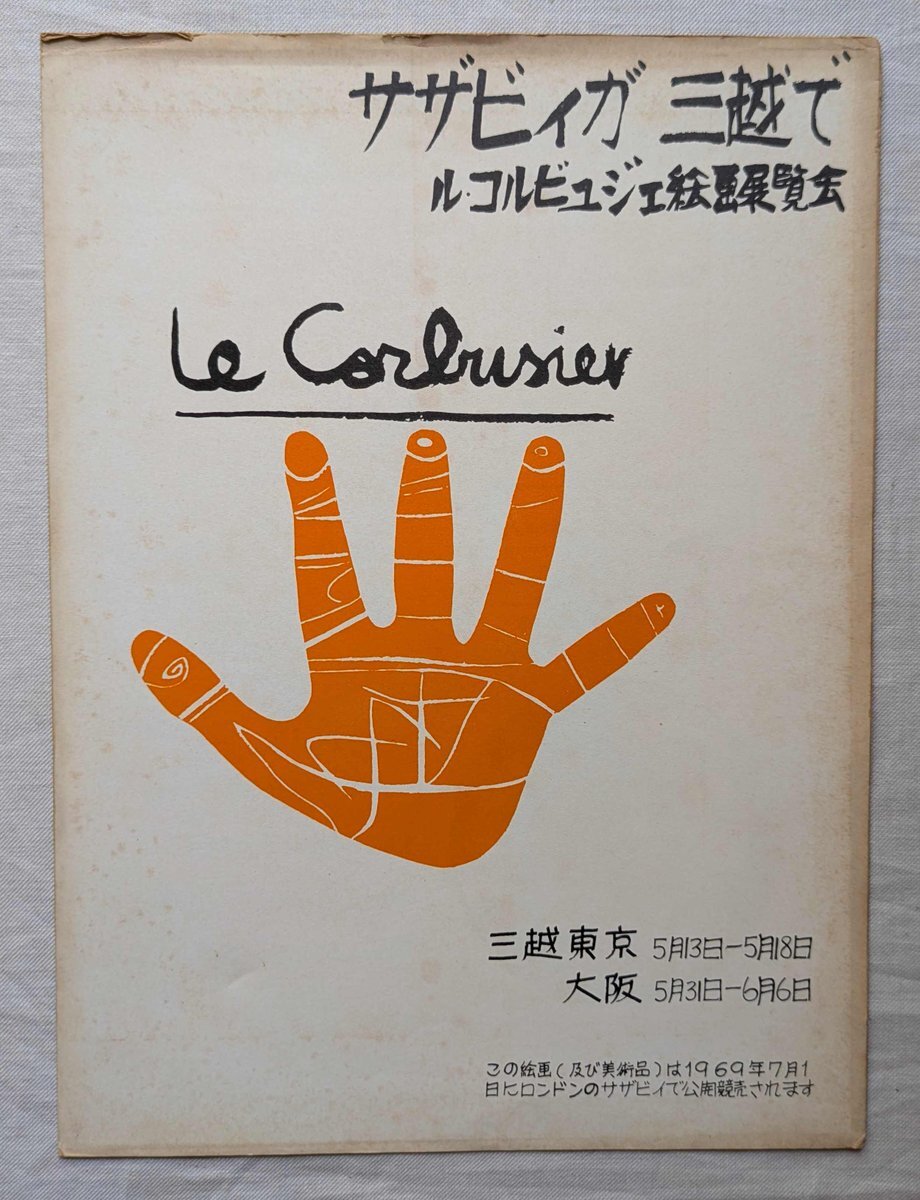 サザビィガ 三越で
ル・コルビュジェ絵画展覧会
Le Corbusier
三越東京 5月13日-5月18日
大阪 5月31日-6月6日
この絵画(及び美術品)は1969年7月1
日にロンドンのサザビイで公開競売されます